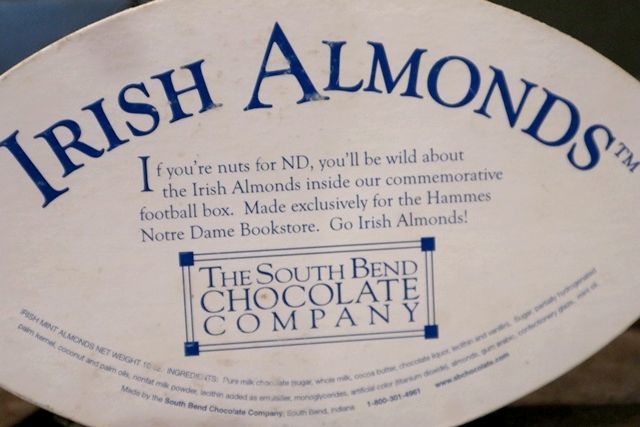 IRISH ALMONDS™
If you're nuts for ND, you'll be wild about
the Irish Almonds inside our commemorative
football box. Made exclusively for the Hammes
Notre Dame Bookstore. Go Irish Almonds!
THE SOUTH BEND
CHOCOLATE
COMPANY
IRISH MINT ALMONDS NET WEIGHT 10 oz. INGREDIENTS: Pure milk chocolate (sugar, whole milk, cocoa butter, chocolate liquor, lecithin and vanillin). Sugar, partially hydrogenated
palm kernel, coconut and palm oils, nonfat milk powder, lecithin added as emulsifier, monoglycerides, artificial color (titanium dioxide), almonds, gum arabic, confectionery glaze, mint oil.
Made by the South Bend Chocolate Company, South Bend, Indiana 1-800-301-4961 www.sbchocolate.com